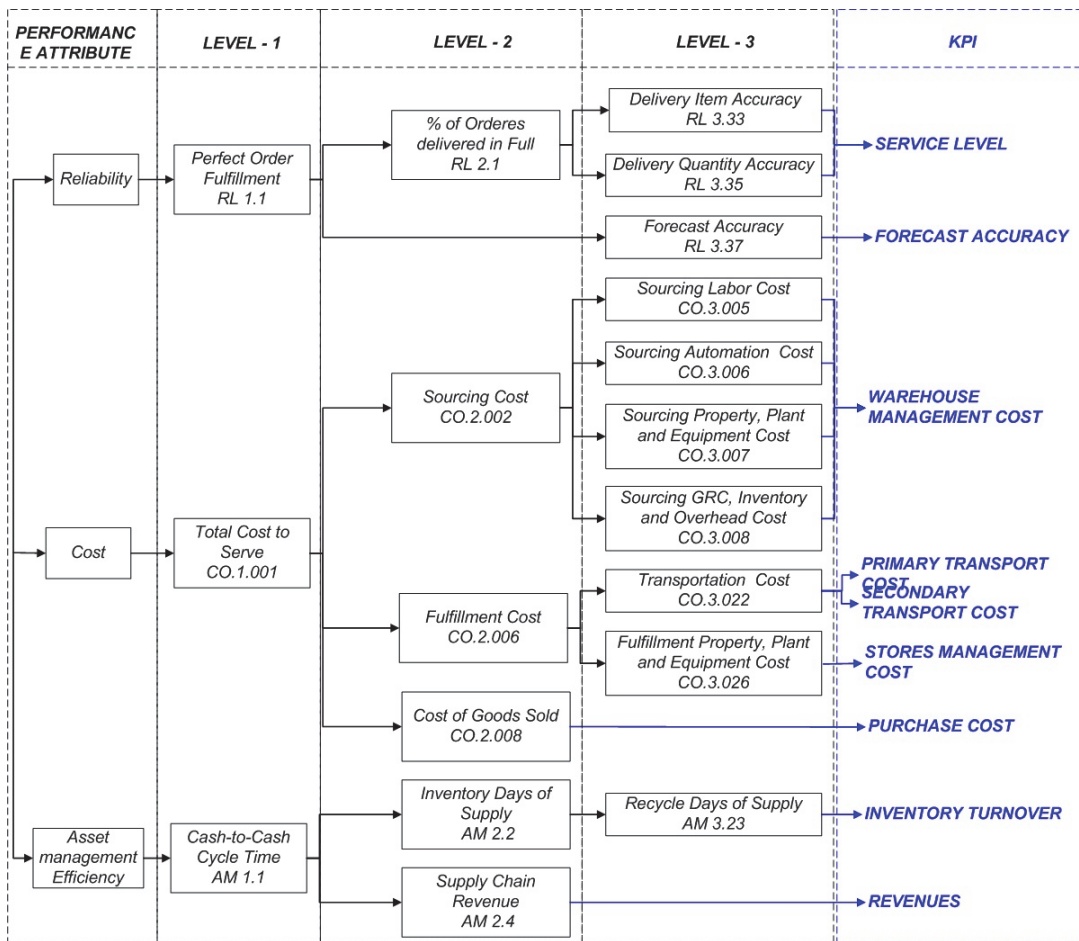 PERFORMANC
E ATTRIBUTE
LEVEL - 1
LEVEL - 2
LEVEL - 3
KPI
Reliability
Perfect Order
Fulfillment
RL 1.1
% of Orderes
delivered in Full
RL 2.1
Delivery Item Accuracy
RL 3.33
Delivery Quantity Accuracy
RL 3.35
SERVICE LEVEL
Forecast Accuracy
RL 3.37
FORECAST ACCURACY
Cost
Total Cost to
Serve
CO.1.001
Sourcing Cost
CO.2.002
Sourcing Labor Cost
CO.3.005
Sourcing Automation Cost
CO.3.006
Sourcing Property, Plant
and Equipment Cost
CO.3.007
Sourcing GRC, Inventory
and Overhead Cost
CO.3.008
WAREHOUSE
MANAGEMENT COST
Fulfillment Cost
CO.2.006
Transportation Cost
CO.3.022
PRIMARY TRANSPORT
COST
SECONDARY
TRANSPORT COST
Fulfillment Property, Plant
and Equipment Cost
CO.3.026
STORES MANAGEMENT
COST
Cost of Goods Sold
CO.2.008
PURCHASE COST
Asset
management
Efficiency
Cash-to-Cash
Cycle Time
AM 1.1
Inventory Days of
Supply
AM 2.2
Recycle Days of Supply
AM 3.23
INVENTORY TURNOVER
Supply Chain
Revenue
AM 2.4
REVENUES